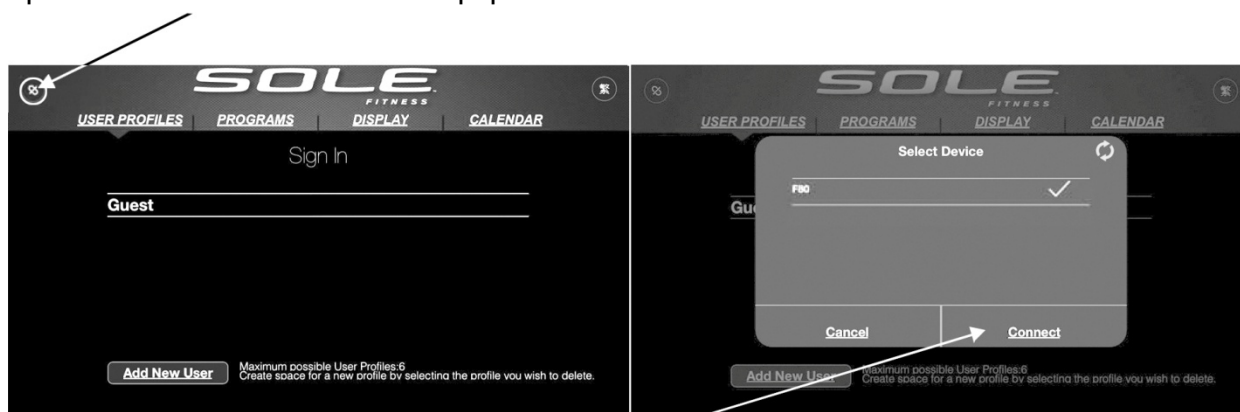 SOLE
FITNESS
USER PROFILES PROGRAMS DISPLAY CALENDAR
Sign In
Guest
Add New User
Maximum possible User Profiles:6
Create space for a new profile by selecting the profile you wish to delete.
SOLE
FITNESS
USER PROFILES PROGRAMS DISPLAY CALENDAR
Select Device
F80
Gu
Cancel Connect
Add New User
Maximum possible User Profiles:6
Create space for a new profile by selecting the profile you wish to delete.